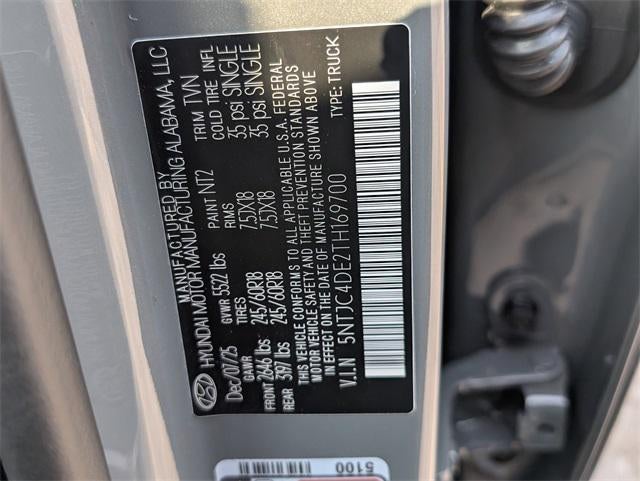 MANUFACTURED BY
HYUNDAI MOTOR MANUFACTURING ALABAMA, LLC
Dec/07/25 PAINT NT2 TRIM TVN
GVWR 5522 lbs
GAWR TIRES RIMS COLD TIRE INFL
FRONT 2646 lbs 245/60R18 7.5JX18 35 psi SINGLE
REAR 3197 lbs 245/60R18 7.5JX18 35 psi SINGLE
THIS VEHICLE CONFORMS TO ALL APPLICABLE U.S.A. FEDERAL
MOTOR VEHICLE SAFETY AND THEFT PREVENTION STANDARDS
IN EFFECT ON THE DATE OF MANUFACTURE SHOWN ABOVE
V.I.N 5NTJC4DE2TH169700 TYPE: TRUCK
5100